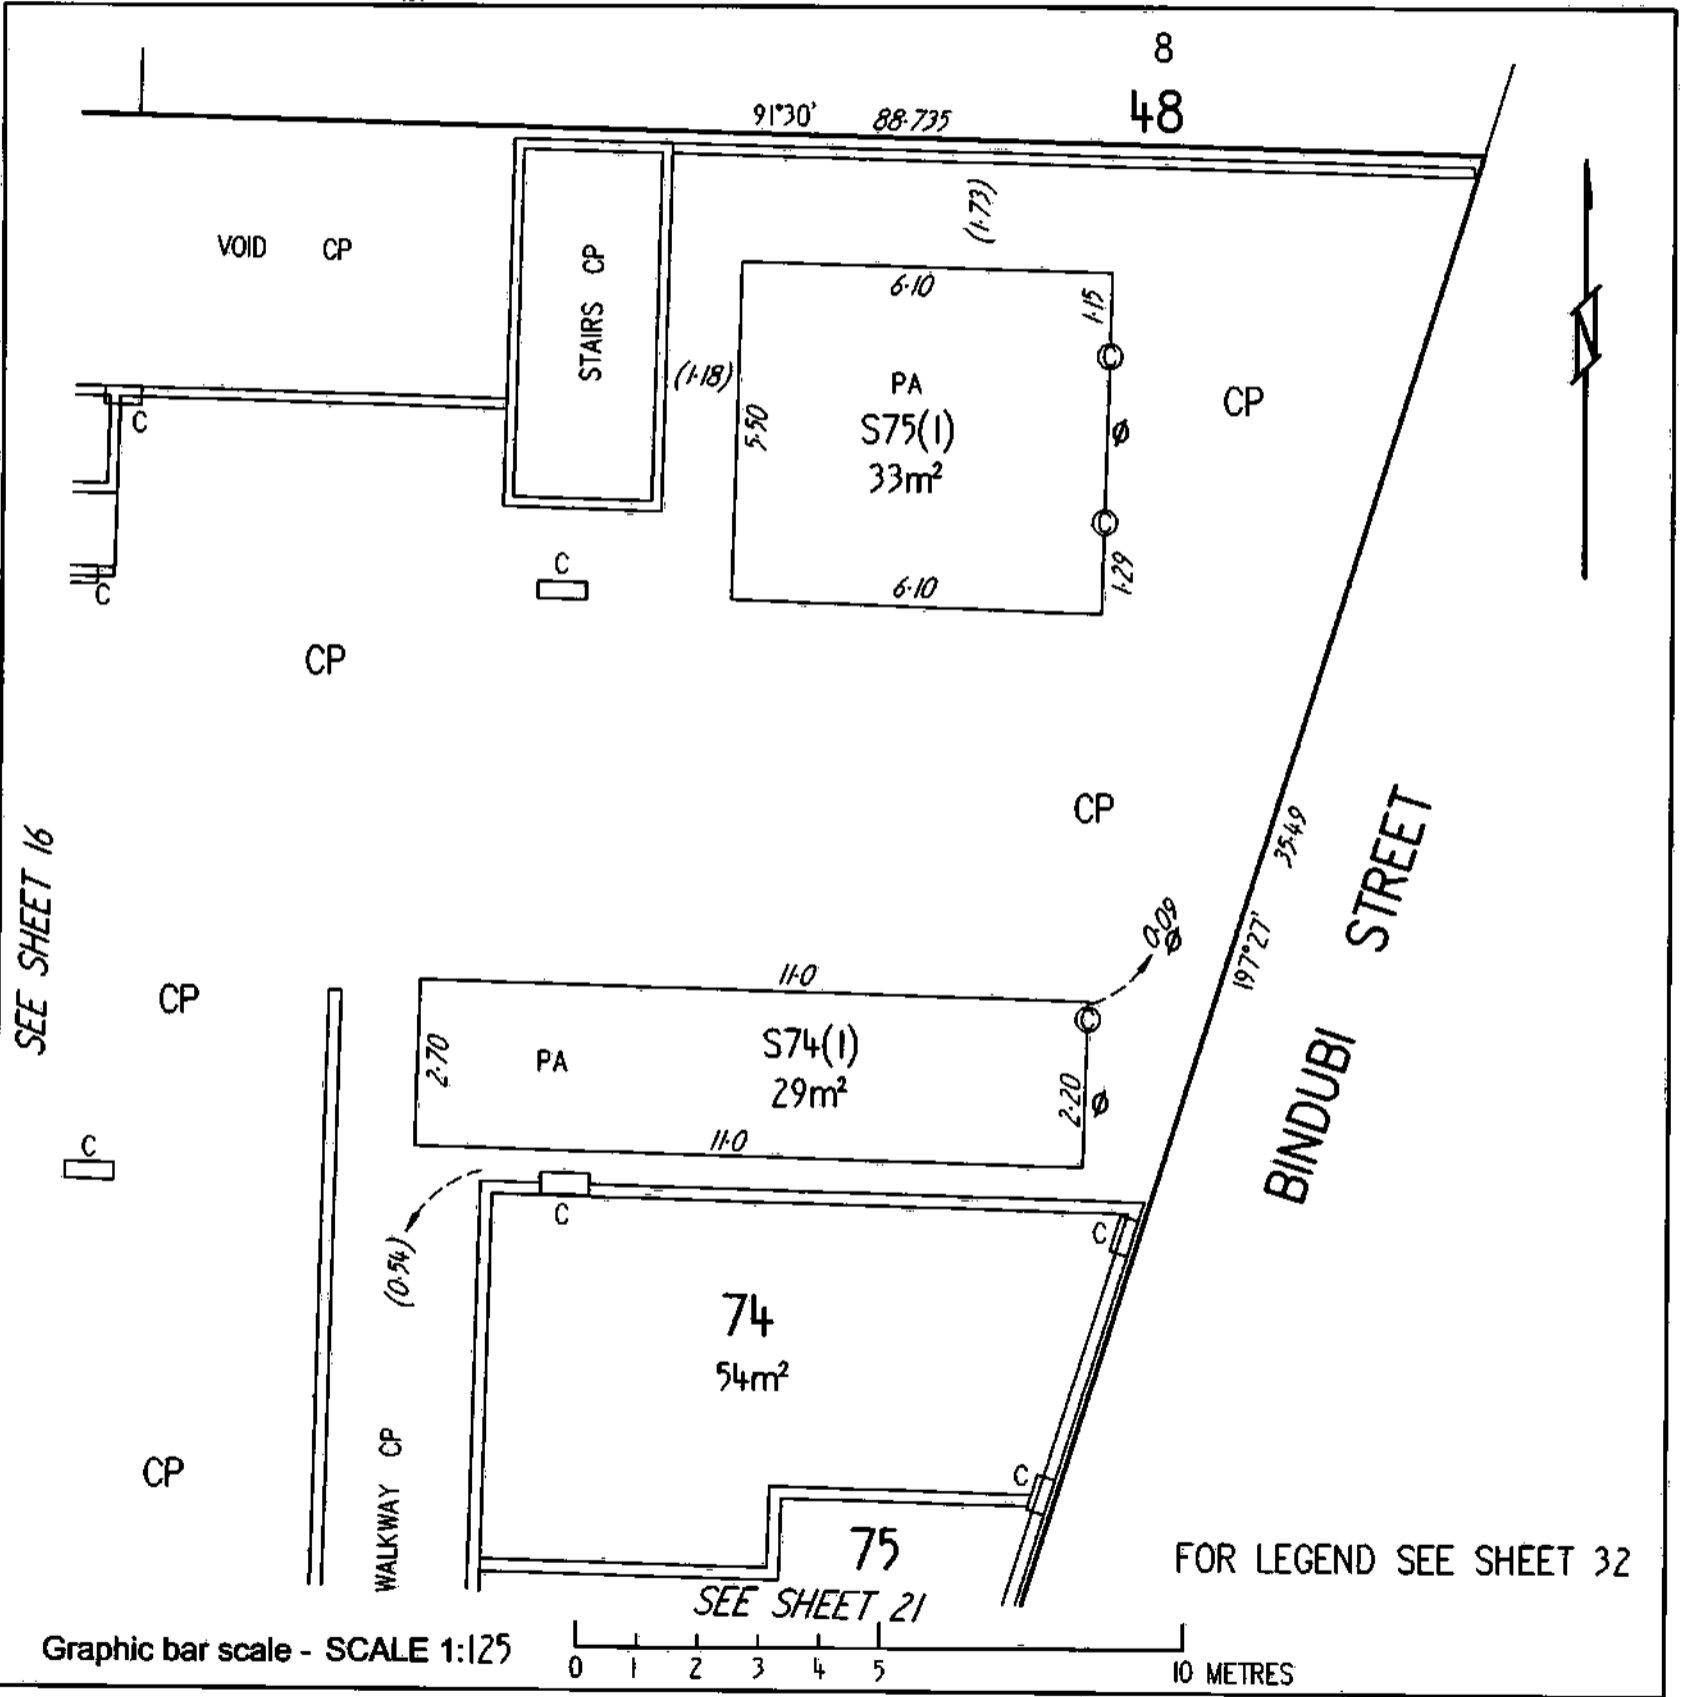 8
48
91°30' 88·735
(1·73)
VOID CP
STAIRS CP
6·10
1·15
C
(1·18)
5·50
PA
S75(1)
33m²
Ø
CP
C
C
1·29
6·10
C
C
CP
N
CP
SEE SHEET 16
35·49
197°27'
BINDUBI STREET
0·09
Ø
CP
11·0
C
2·70
PA
S74(1)
29m²
2·20
Ø
11·0
C
C
C
(0·54)
74
54m²
CP
WALKWAY CP
C
75
SEE SHEET 21
FOR LEGEND SEE SHEET 32
Graphic bar scale - SCALE 1:125
0 1 2 3 4 5 10 METRES